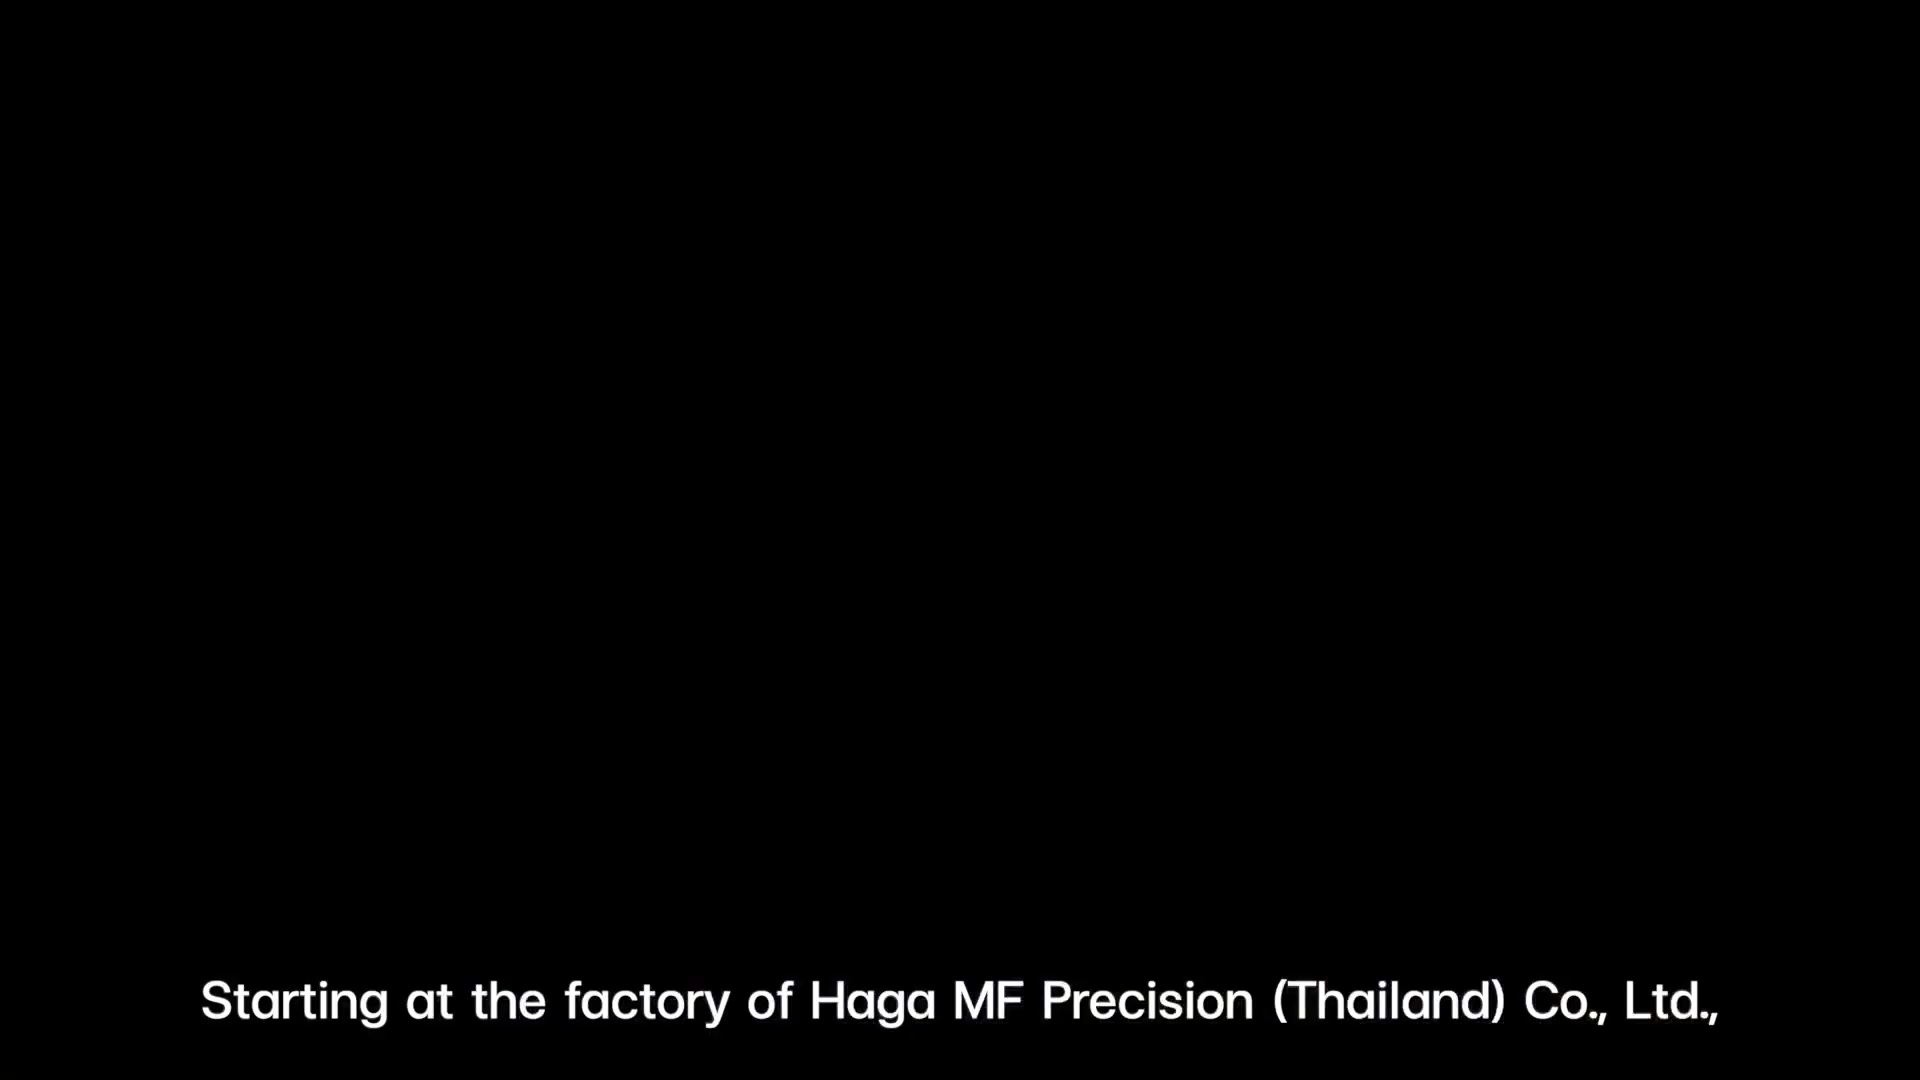 Starting at the factory of Haga MF Precision (Thailand) Co., Ltd.,